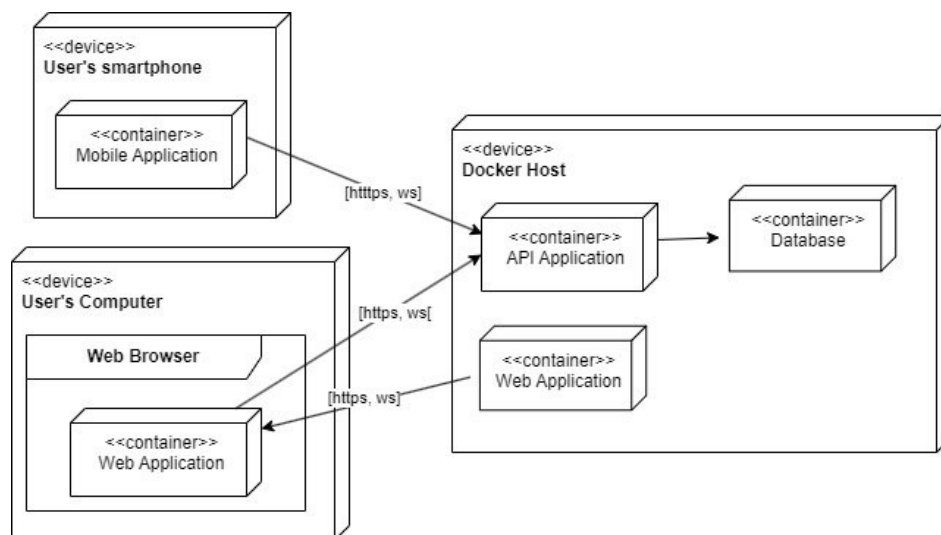 <<device>>
User's smartphone
<<container>>
Mobile Application
[htttps, ws]
<<device>>
Docker Host
<<container>>
API Application
<<container>>
Database
<<container>>
Web Application
<<device>>
User's Computer
Web Browser
<<container>>
Web Application
[https, ws[
[https, ws]